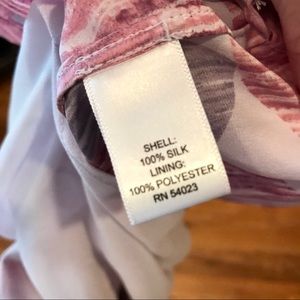 SHELL:
100% SILK
LINING:
100% POLYESTER
RN 54023